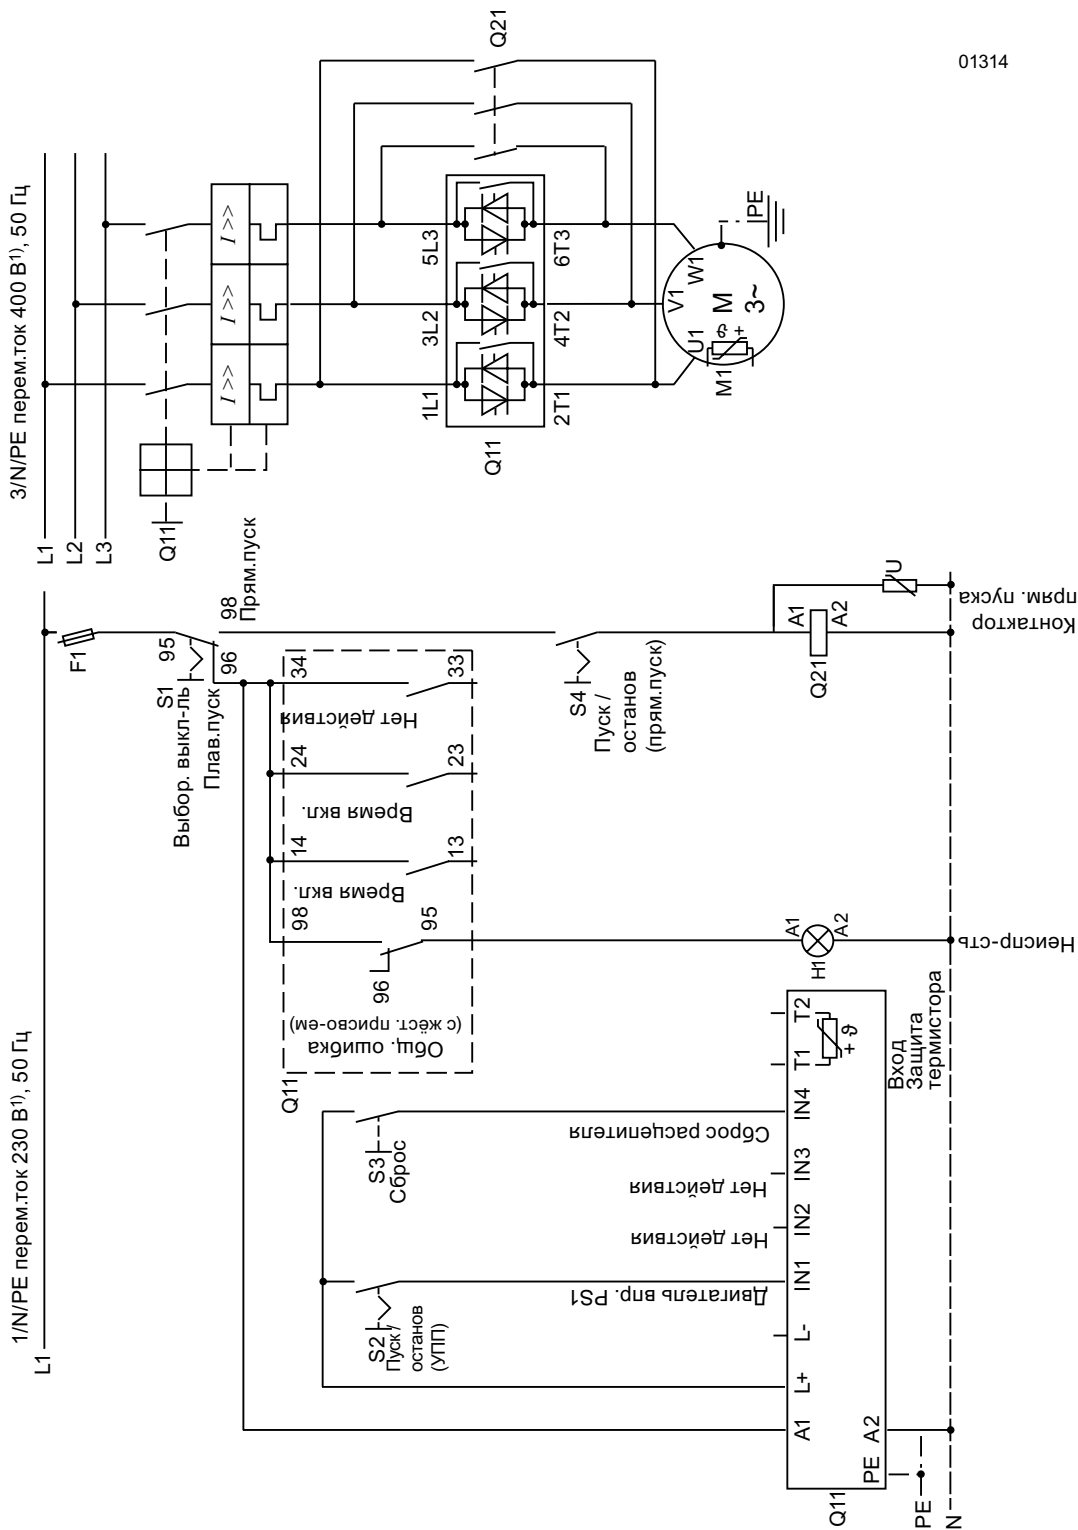 01314
1/N/PE перем.ток 230 В1), 50 Гц
3/N/PE перем.ток 400 В1), 50 Гц
L1
L1
L2
L3
Q11
I >>
I >>
I >>
Q21
1L1
3L2
5L3
Q11
2T1
4T2
6T3
M1
U1
V1
W1
ϑ
+
M
3~
PE
F1
95
S1
Выбор. выкл-ль
96
Плав.пуск
98
Прям.пуск
Q11
Общ. ошибка
(с жёст. присво-ем)
98
96
95
14
Время вкл.
13
24
Время вкл.
23
34
Нет действия
33
S2
Пуск /
останов
(УПП)
S3
Сброс
S4
Пуск /
останов
(прям.пуск)
Двигатель впр. PS1
Нет действия
Нет действия
Сброс расцепителя
A1
L+
L-
IN1
IN2
IN3
IN4
T1
T2
+ ϑ
PE
A2
Q11
Вход
Защита
термистора
H1
A1
A2
Q21
A1
A2
U
PE
N
Неиспр-сть
Контактор
прям. пуска